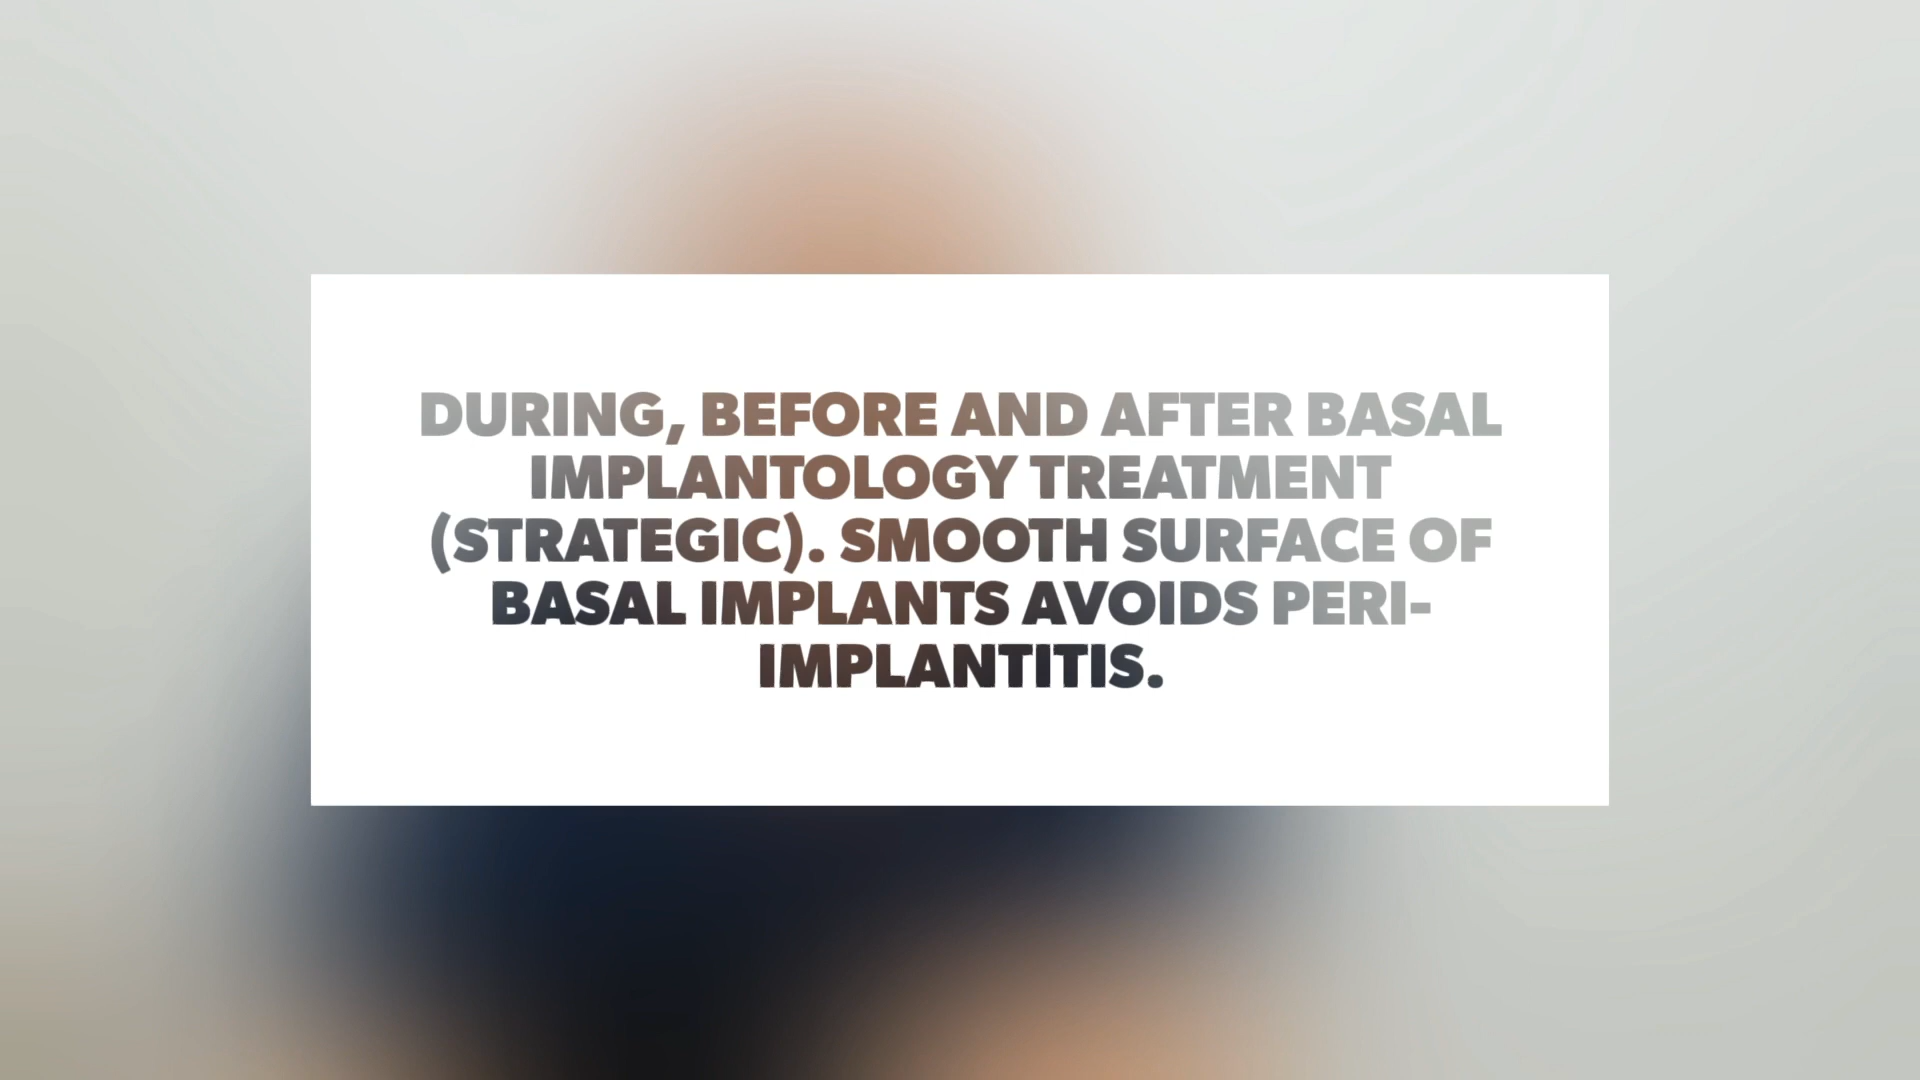 DURING, BEFORE AND AFTER BASAL
IMPLANTOLOGY TREATMENT
(STRATEGIC). SMOOTH SURFACE OF
BASAL IMPLANTS AVOIDS PERI-
IMPLANTITIS.